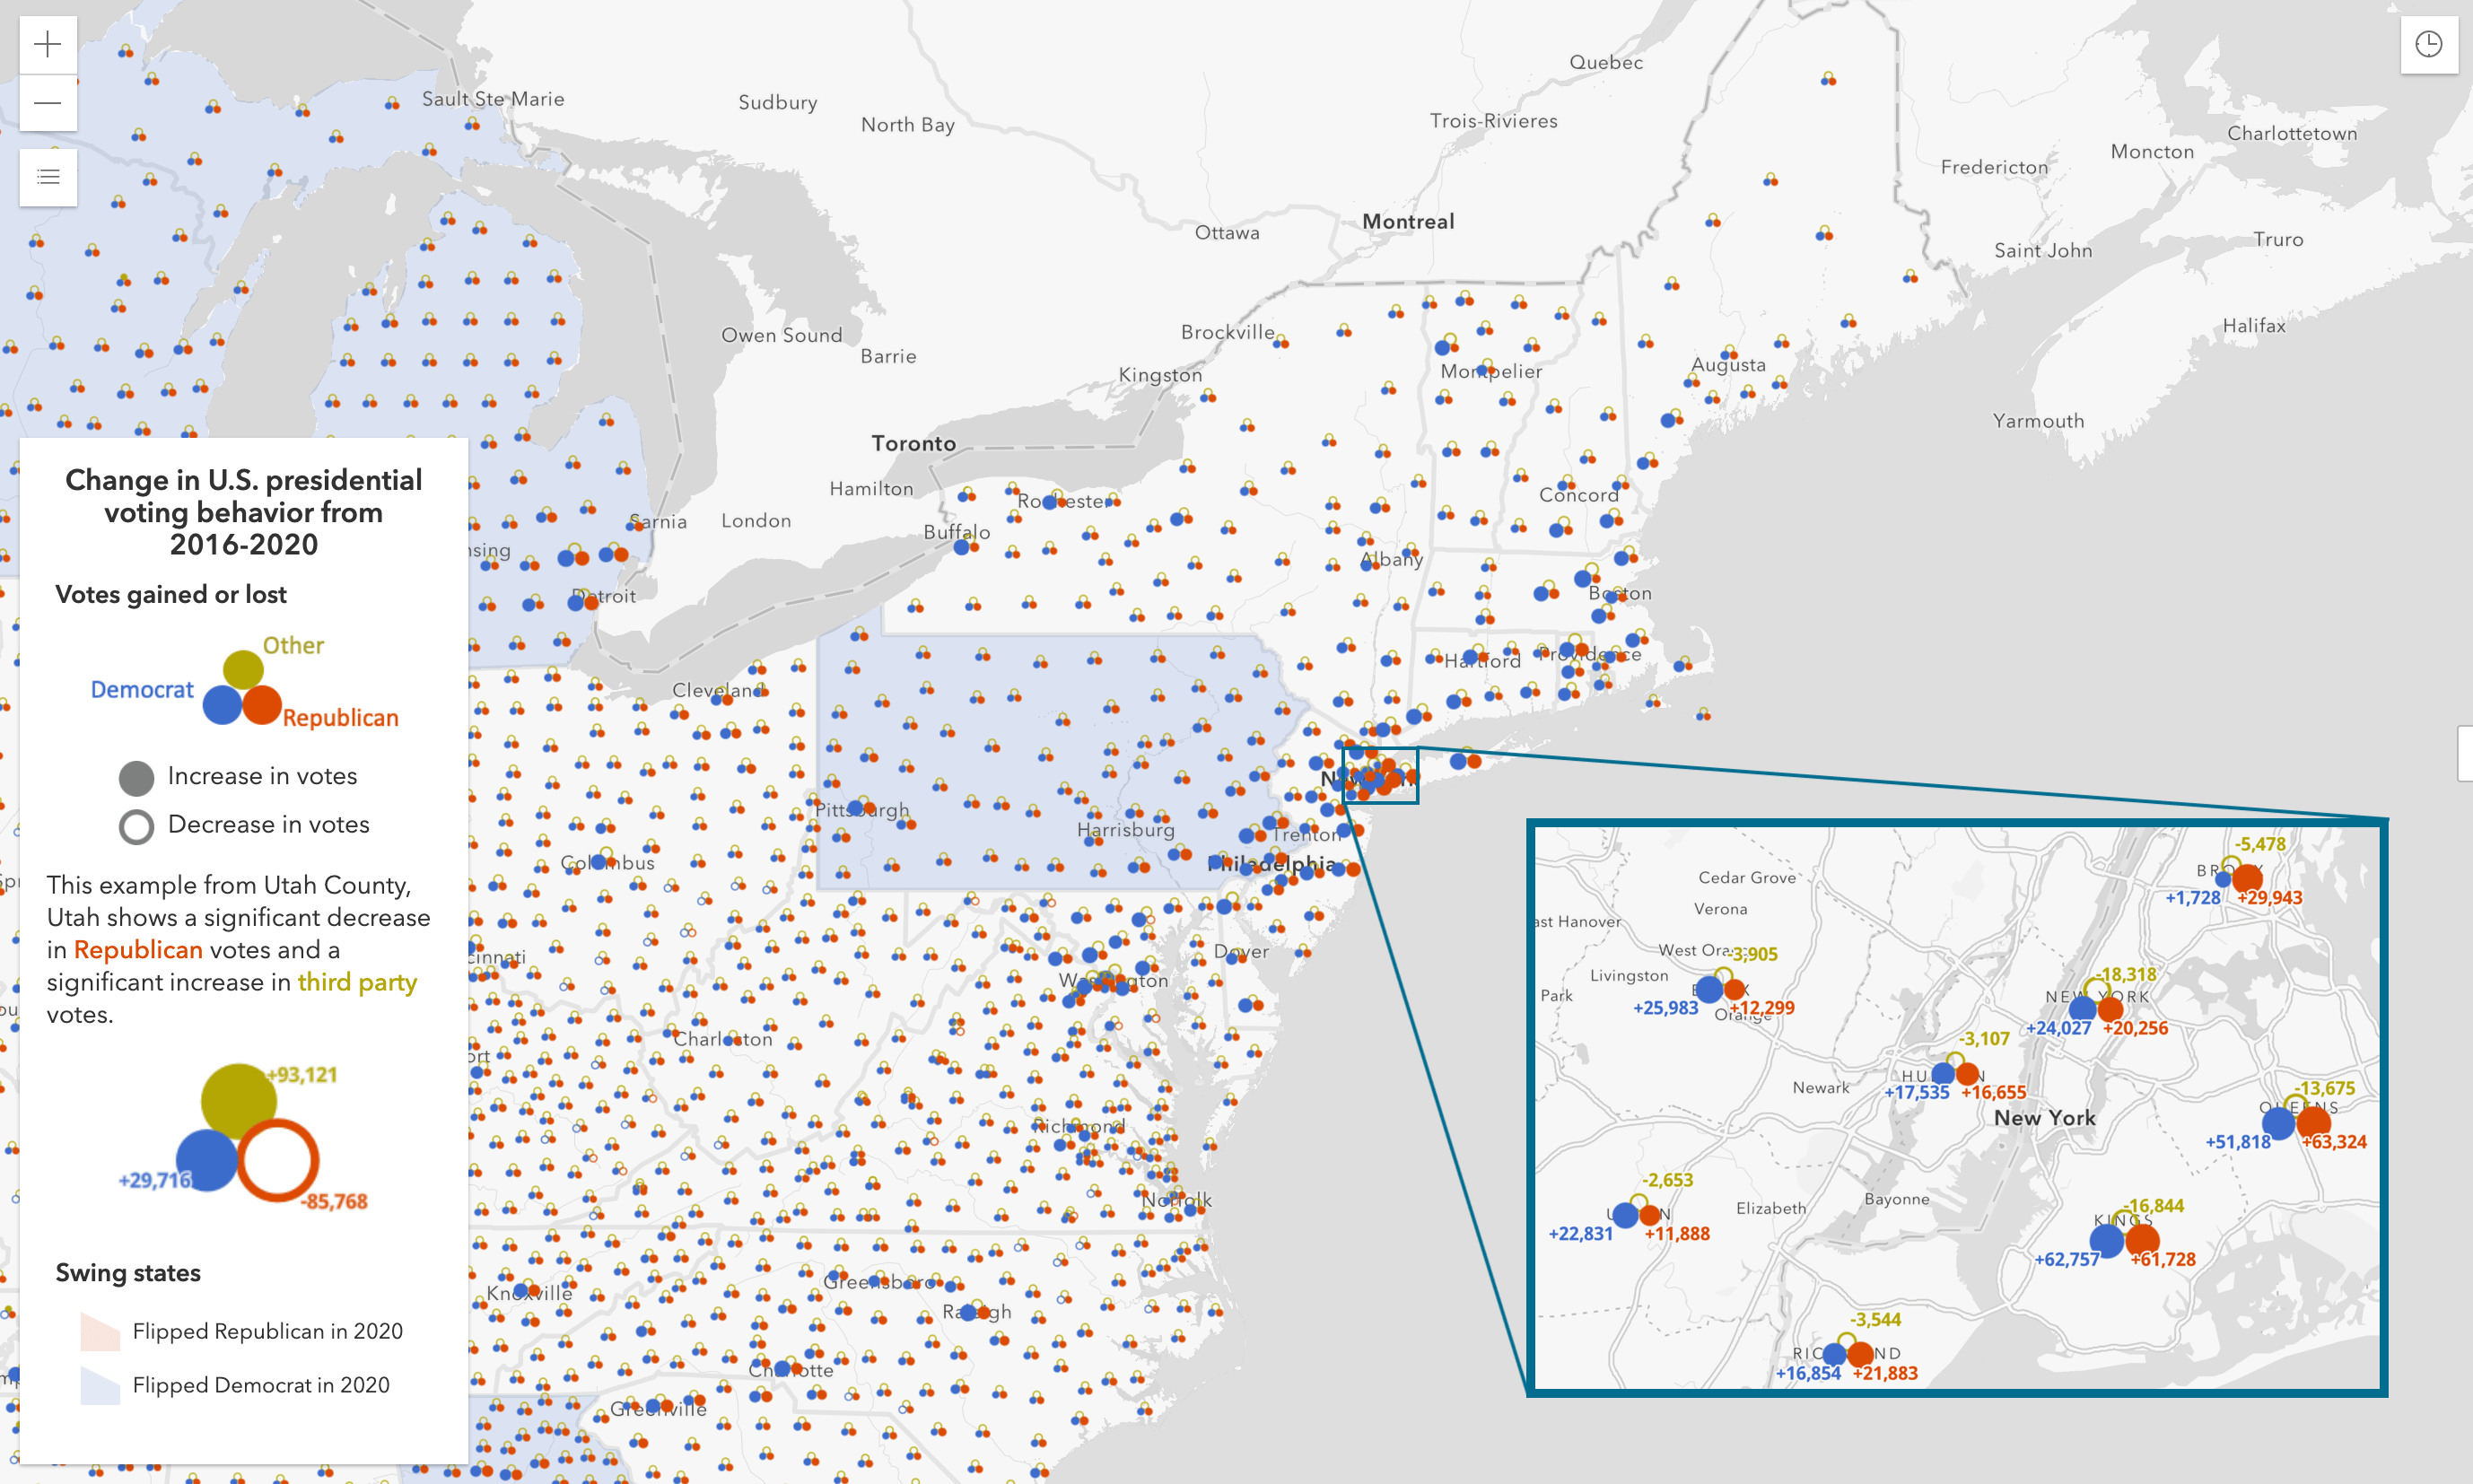 Quebec
Sault Ste Marie
Sudbury
North Bay
Trois-Rivieres
Charlottetown
Moncton
Fredericton
Montreal
Ottawa
Truro
Saint John
Owen Sound
Brockville
Halifax
Barrie
Kingston
Montpelier
Augusta
Yarmouth
Toronto
Hamilton
Concord
Rochester
London
Sarnia
Buffalo
nsing
Albany
Detroit
Boston
Hartford
Providence
Cleveland
Pittsburgh
Harrisburg
Trenton
Columbus
Philadelphia
cinnati
Dover
Washington
Charleston
Richmond
Norfolk
Greensboro
Knoxville
Raleigh
Charlotte
Greenville
Change in U.S. presidential
voting behavior from
2016-2020
Votes gained or lost
Other
Democrat
Republican
Increase in votes
Decrease in votes
This example from Utah County,
Utah shows a significant decrease
in Republican votes and a
significant increase in third party
votes.
+93,121
+29,716
-85,768
Swing states
Flipped Republican in 2020
Flipped Democrat in 2020
-5,478
Cedar Grove
+1,728
+29,943
Verona
ast Hanover
-3,905
Livingston
-18,318
Park
NEW YORK
+25,983
+12,299
Orange
+24,027
+20,256
-3,107
Newark
+17,535
+16,655
-13,675
QUEENS
New York
+51,818
+63,324
-2,653
Elizabeth
Bayonne
-16,844
KINGS
+22,831
+11,888
+62,757
+61,728
-3,544
+16,854
+21,883